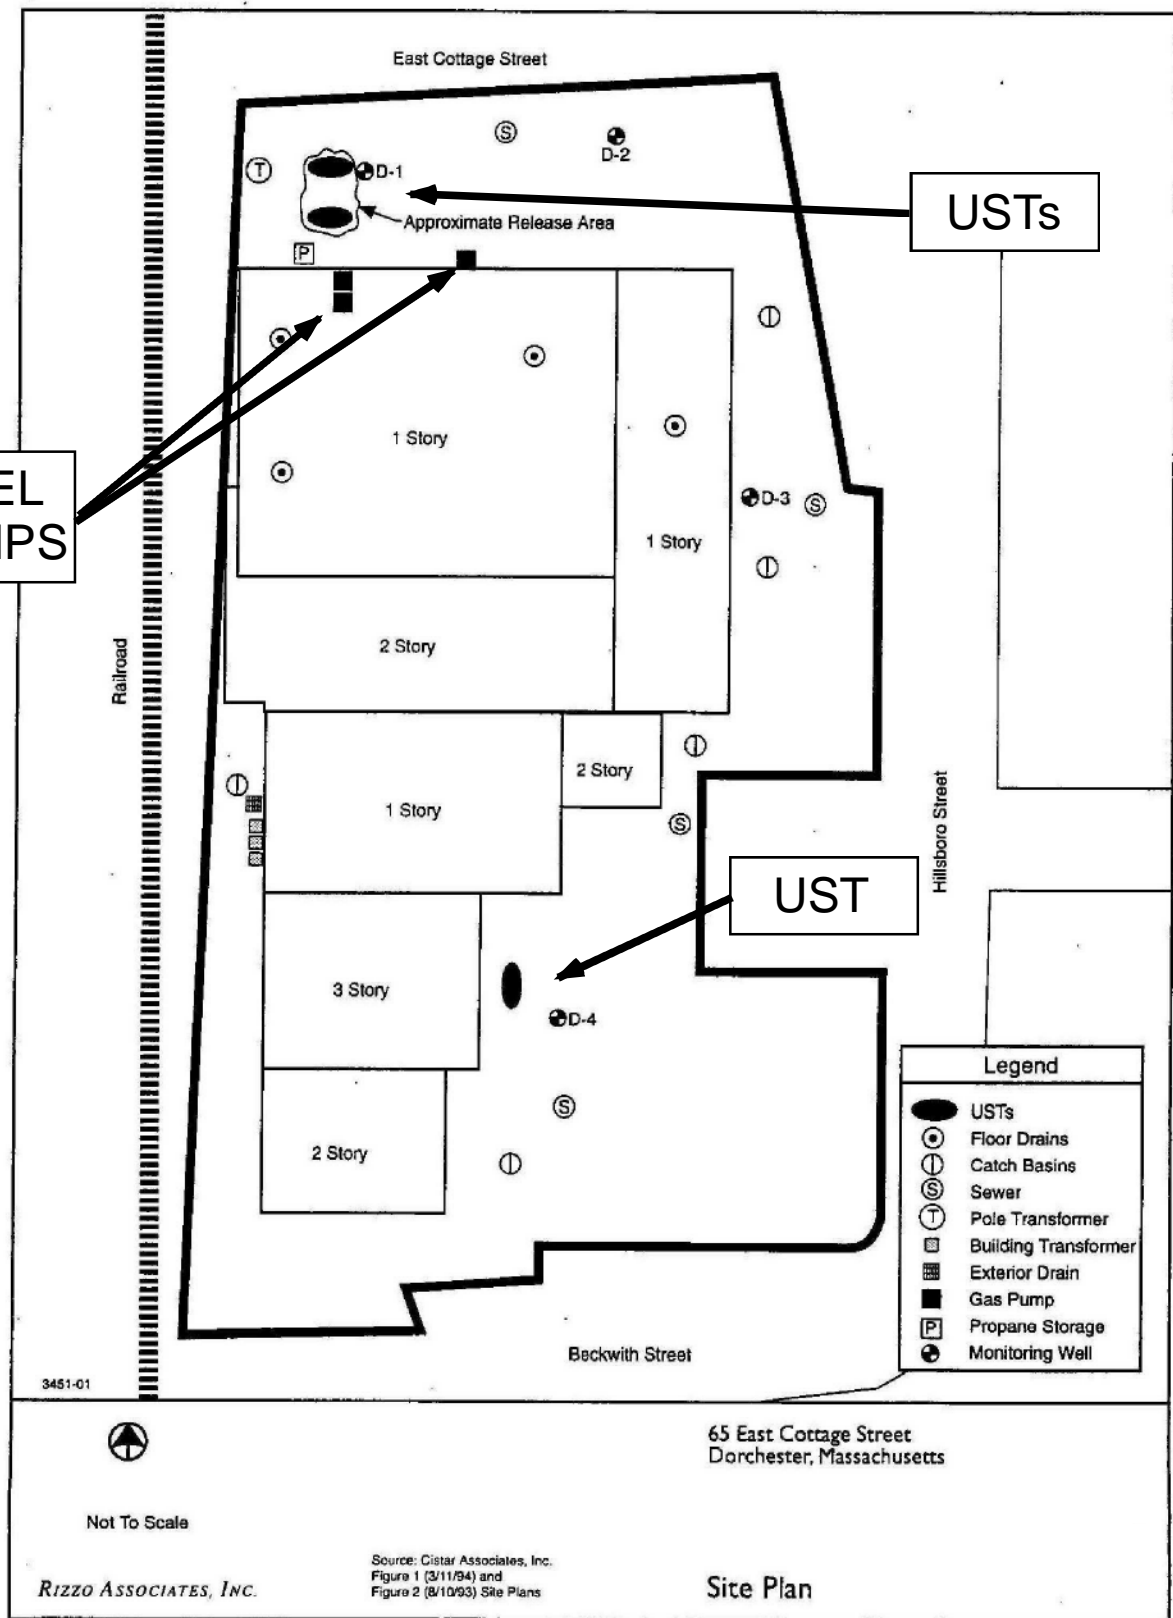 East Cottage Street
S
D-2
T
D-1
USTs
Approximate Release Area
P
EL
1 Story
D-3
S
1 Story
2 Story
Railroad
2 Story
1 Story
S
Hillsboro Street
UST
3 Story
D-4
S
2 Story
Legend
USTs
Floor Drains
Catch Basins
S Sewer
T Pole Transformer
Building Transformer
Exterior Drain
Gas Pump
P Propane Storage
Monitoring Well
Beckwith Street
3451-01
65 East Cottage Street
Dorchester, Massachusetts
Not To Scale
Source: Cistar Associates, Inc.
Figure 1 (3/11/94) and
Figure 2 (8/10/93) Site Plans
RIZZO ASSOCIATES, INC.
Site Plan